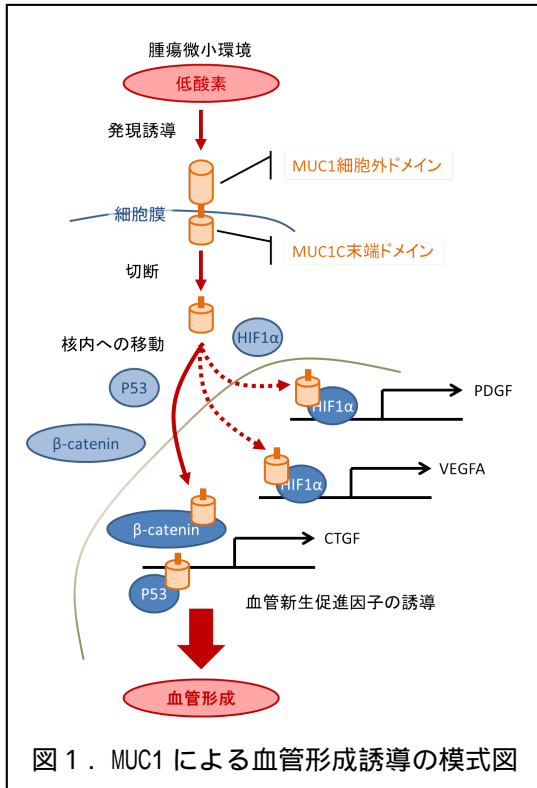 腫瘍微小環境
低酸素
発現誘導
MUC1細胞外ドメイン
細胞膜
MUC1C末端ドメイン
切断
核内への移動
HIF1α
P53
HIF1α
PDGF
β-catenin
HIF1α
VEGFA
β-catenin
CTGF
P53
血管新生促進因子の誘導
血管形成
図１．MUC1による血管形成誘導の模式図